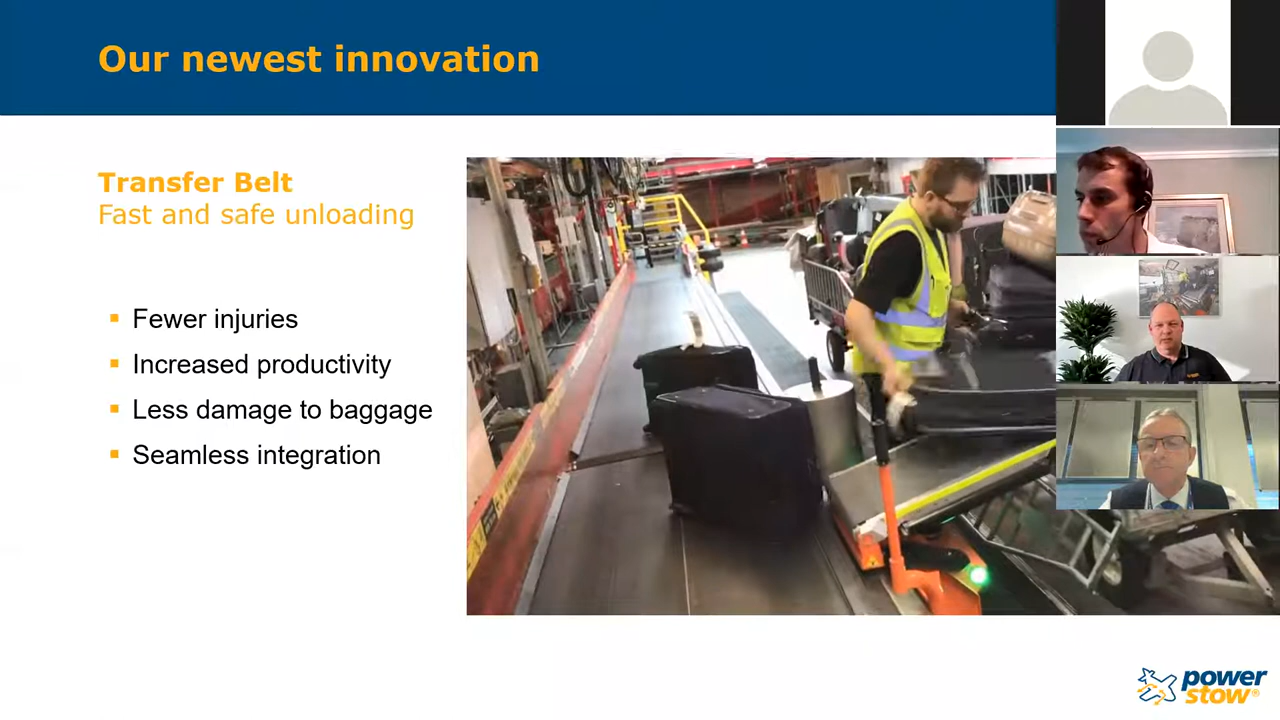 Our newest innovation
Transfer Belt
Fast and safe unloading
Fewer injuries
Increased productivity
Less damage to baggage
Seamless integration
power
stow®